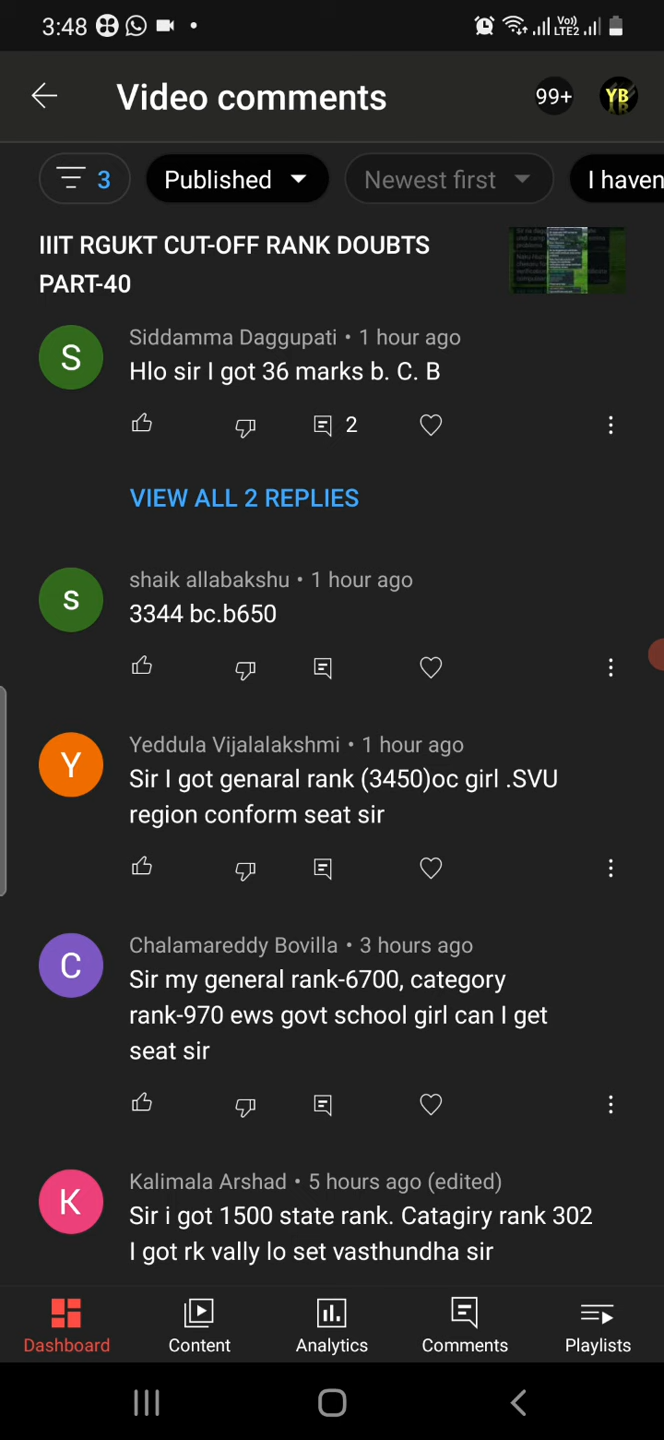 3:48
Vo))
LTE2
Video comments
99+
YB
3
Published
Newest first
I haven
IIIT RGUKT CUT-OFF RANK DOUBTS
PART-40
S
Siddamma Daggupati • 1 hour ago
Hlo sir I got 36 marks b. C. B
2
VIEW ALL 2 REPLIES
s
shaik allabakshu • 1 hour ago
3344 bc.b650
Y
Yeddula Vijalalakshmi • 1 hour ago
Sir I got genaral rank (3450)oc girl .SVU
region conform seat sir
C
Chalamareddy Bovilla • 3 hours ago
Sir my general rank-6700, category
rank-970 ews govt school girl can I get
seat sir
K
Kalimala Arshad • 5 hours ago (edited)
Sir i got 1500 state rank. Catagiry rank 302
I got rk vally lo set vasthundha sir
Dashboard
Content
Analytics
Comments
Playlists